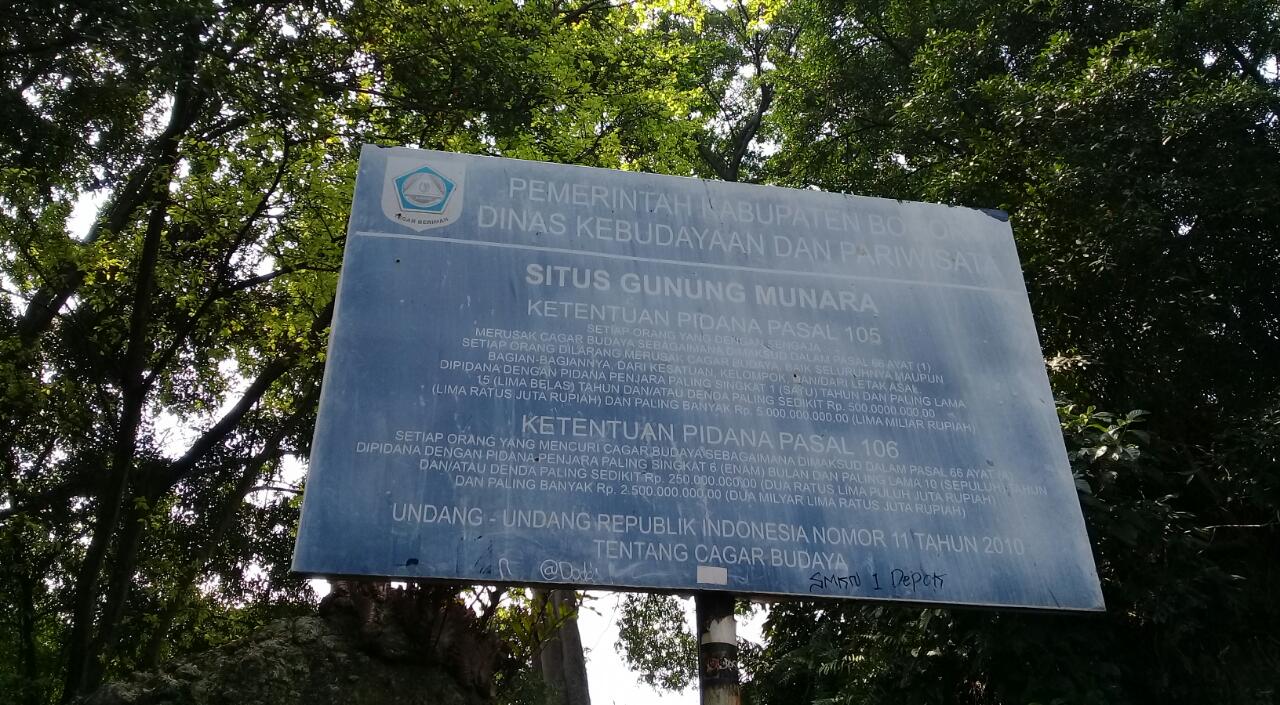 TEGAR BERIMAN
PEMERINTAH KABUPATEN BOGOR
DINAS KEBUDAYAAN DAN PARIWISATA
SITUS GUNUNG MUNARA
KETENTUAN PIDANA PASAL 105
SETIAP ORANG YANG DENGAN SENGAJA
MERUSAK CAGAR BUDAYA SEBAGAIMANA DIMAKSUD DALAM PASAL 66 AYAT (1)
SETIAP ORANG DILARANG MERUSAK CAGAR BUDAYA BAIK SELURUHNYA MAUPUN
BAGIAN-BAGIANNYA, DARI KESATUAN, KELOMPOK DAN/DARI LETAK ASAL
DIPIDANA DENGAN PIDANA PENJARA PALING SINGKAT 1 (SATU) TAHUN DAN PALING LAMA
15 (LIMA BELAS) TAHUN DAN/ATAU DENDA PALING SEDIKIT Rp. 500.0000.000.00
(LIMA RATUS JUTA RUPIAH) DAN PALING BANYAK Rp. 5.000.000.000.00 (LIMA MILIAR RUPIAH)
KETENTUAN PIDANA PASAL 106
SETIAP ORANG YANG MENCURI CAGAR BUDAYA SEBAGAIMANA DIMAKSUD DALAM PASAL 66 AYAT
DIPIDANA DENGAN PIDANA PENJARA PALING SINGKAT 6 (ENAM) BULAN DAN PALING LAMA 10 (SEPULUH) TAHUN
DAN/ATAU DENDA PALING SEDIKIT Rp. 250.000.000.00 (DUA RATUS LIMA PULUH JUTA RUPIAH)
DAN PALING BANYAK Rp. 2.500.000.000.00 (DUA MILYAR LIMA RATUS JUTA RUPIAH)
UNDANG - UNDANG REPUBLIK INDONESIA NOMOR 11 TAHUN 2010
TENTANG CAGAR BUDAYA
SMKN 1 Depok